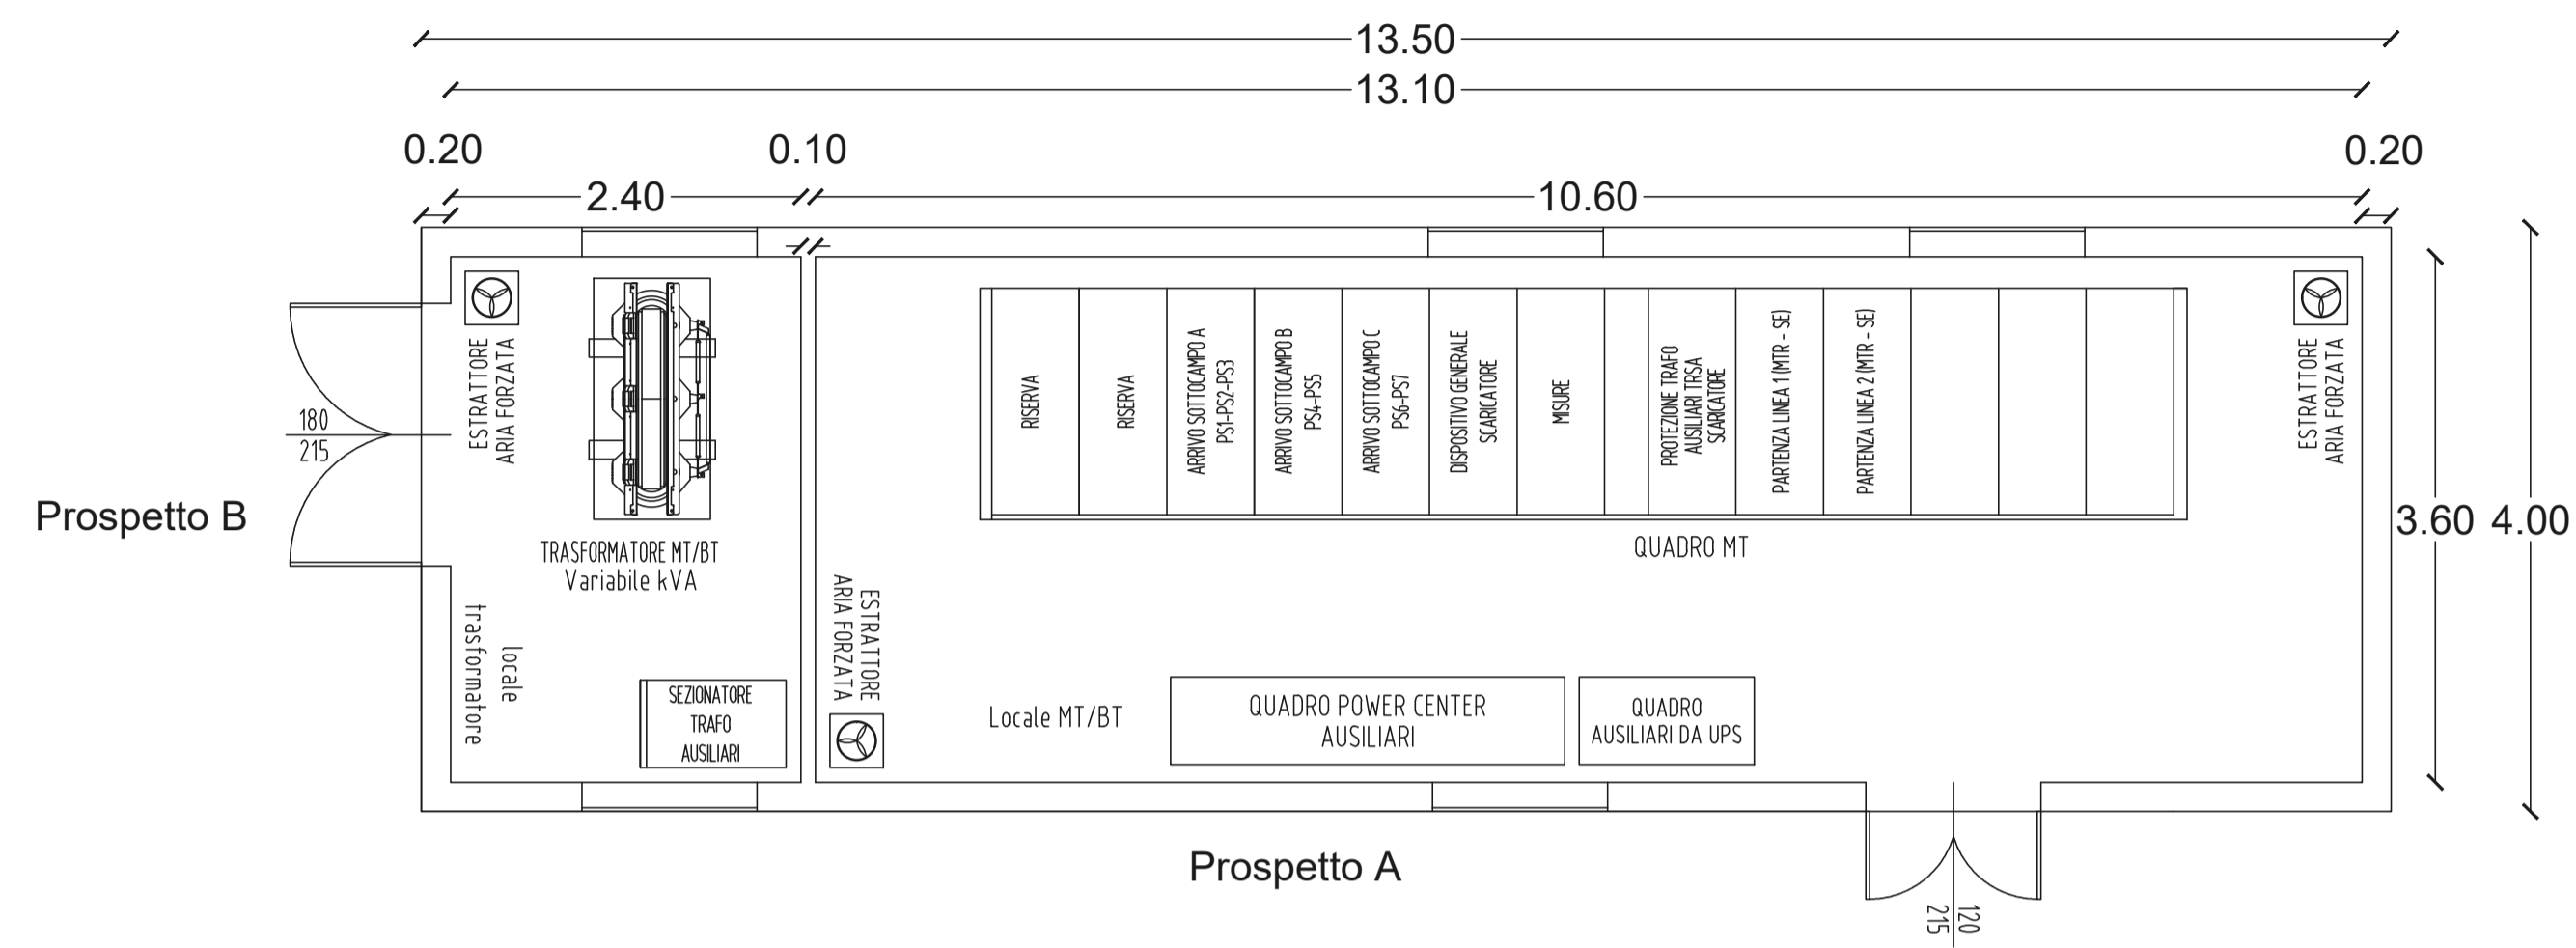 13.50
13.10
0.20
0.10
0.20
2.40
10.60
ESTRATTORE
ARIA FORZATA
180
215
Prospetto B
TRASFORMATORE MT/BT
Variabile kVA
locale
trasformatore
SEZIONATORE
TRAFO
AUSILIARI
RISERVA
RISERVA
ARRIVO SOTTOCAMPO A
PS1-PS2-PS3
ARRIVO SOTTOCAMPO B
PS4-PS5
ARRIVO SOTTOCAMPO C
PS6-PS7
DISPOSITIVO GENERALE
SCARICATORE
MISURE
PROTEZIONE TRAFO
AUSILIARI TRSA
SCARICATORE
PARTENZA LINEA 1 (MTR - SE)
PARTENZA LINEA 2 (MTR - SE)
ESTRATTORE
ARIA FORZATA
QUADRO MT
3.60
4.00
ESTRATTORE
ARIA FORZATA
Locale MT/BT
QUADRO POWER CENTER
AUSILIARI
QUADRO
AUSILIARI DA UPS
Prospetto A
120
215